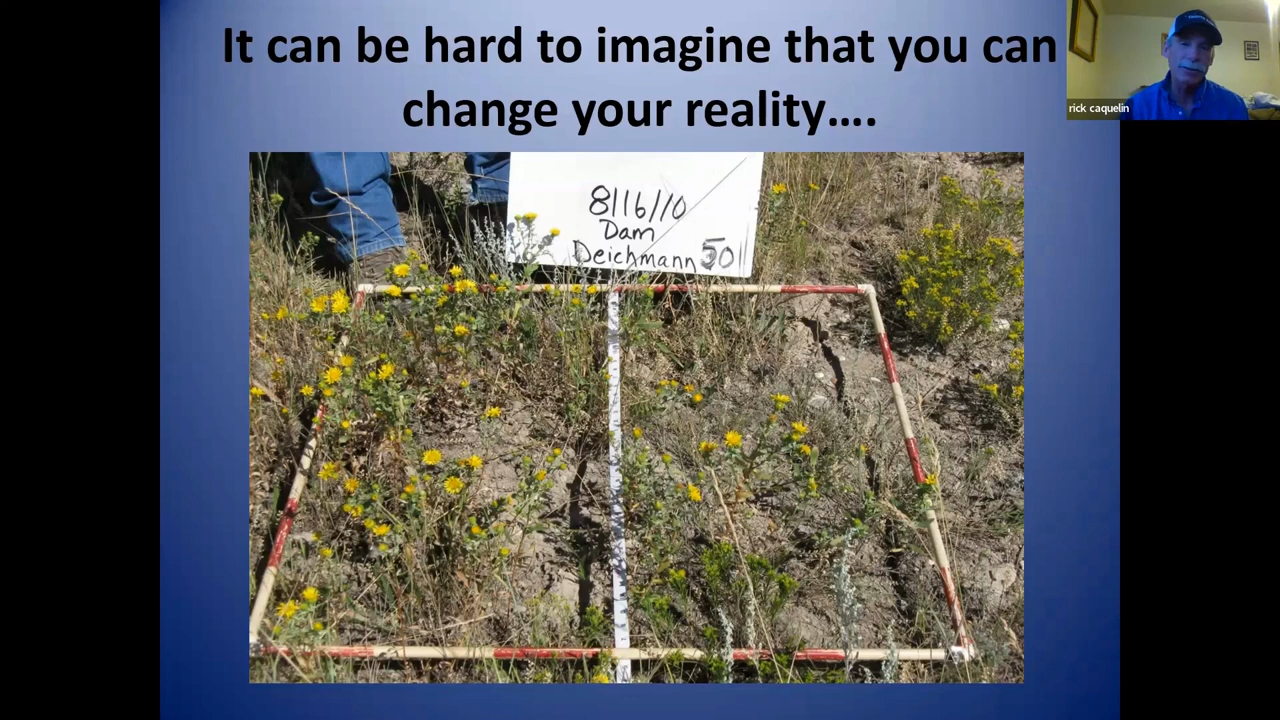 It can be hard to imagine that you can
change your reality....
rick caquelin
8/16/10
Dam
Deichmann 50